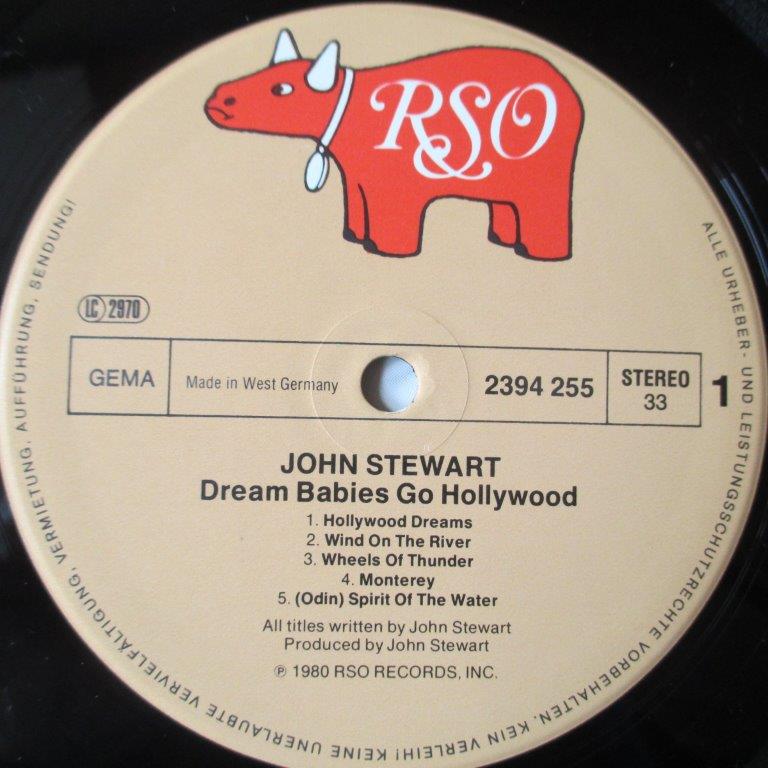 RSO
LC 2970
GEMA
Made in West Germany
2394 255
STEREO
33
1
JOHN STEWART
Dream Babies Go Hollywood
1. Hollywood Dreams
2. Wind On The River
3. Wheels Of Thunder
4. Monterey
5. (Odin) Spirit Of The Water
All titles written by John Stewart
Produced by John Stewart
℗ 1980 RSO RECORDS, INC.
ALLE URHEBER- UND LEISTUNGSSCHUTZRECHTE VORBEHALTEN. KEIN VERLEIH! KEINE UNERLAUBTE VERVIELFÄLTIGUNG, VERMIETUNG, AUFFÜHRUNG, SENDUNG!